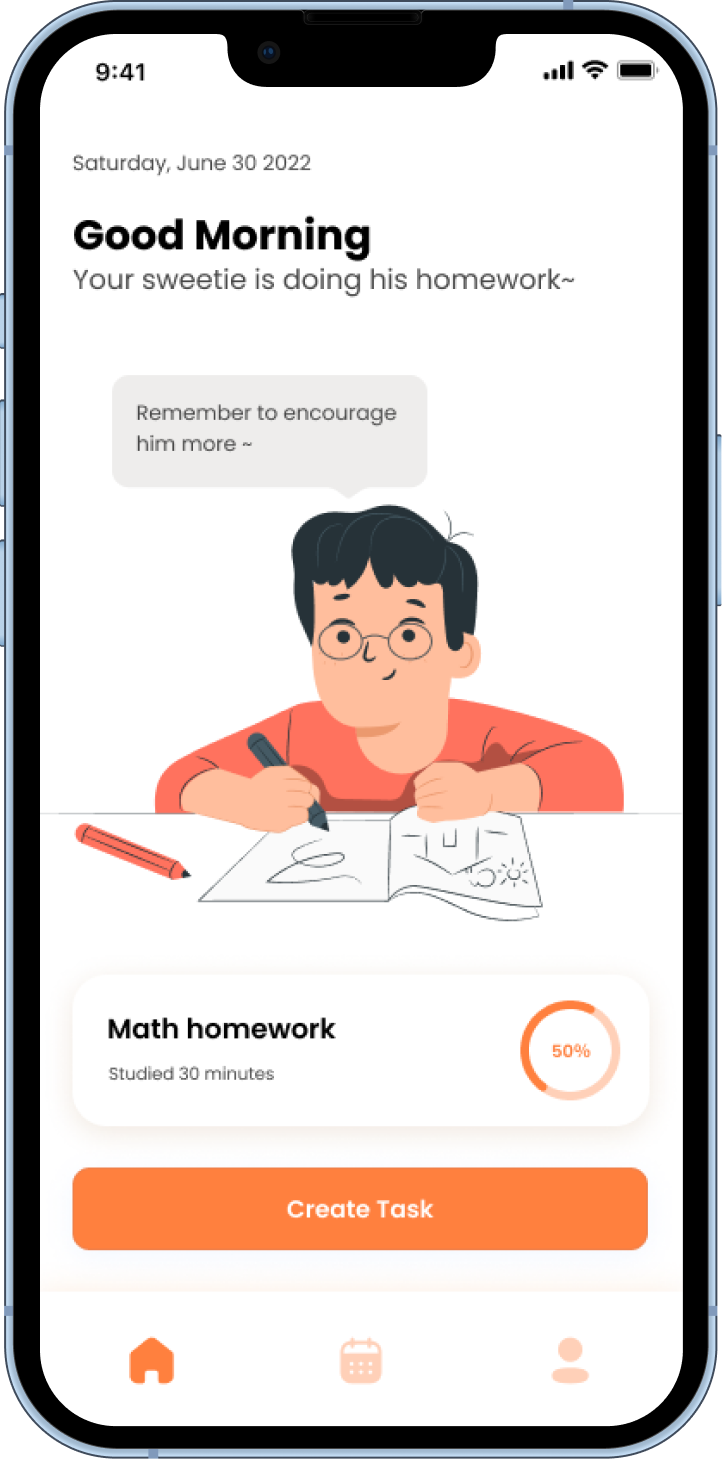 9:41
Saturday, June 30 2022
Good Morning
Your sweetie is doing his homework~
Remember to encourage
him more ~
Math homework
Studied 30 minutes
50%
Create Task